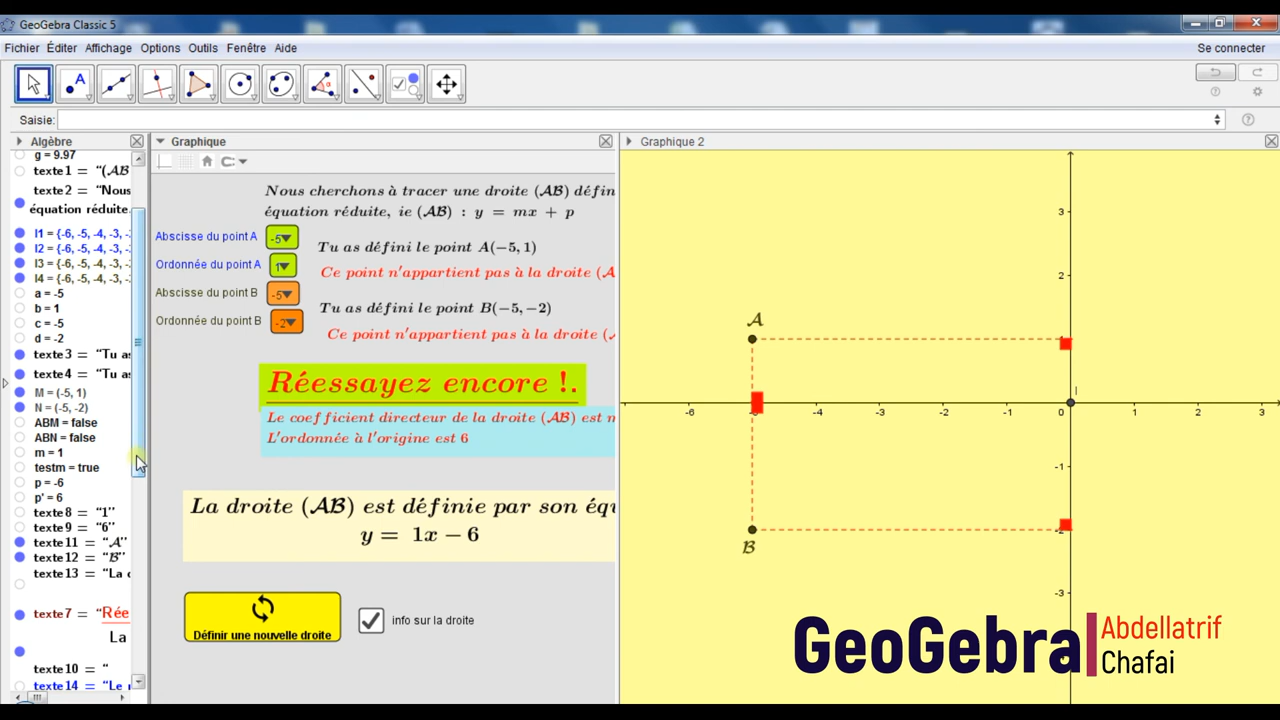 GeoGebra Classic 5
Fichier Éditer Affichage Options Outils Fenêtre Aide Se connecter
Saisie:
Algèbre
g = 9.97
texte1 = "(AB
texte2 = "Nous
équation réduite.
l1 = {-6, -5, -4, -3, -
l2 = {-6, -5, -4, -3, -
l3 = {-6, -5, -4, -3, -
l4 = {-6, -5, -4, -3, -
a = -5
b = 1
c = -5
d = -2
texte3 = "Tu as
texte4 = "Tu as
M = (-5, 1)
N = (-5, -2)
ABM = false
ABN = false
m = 1
testm = true
p = -6
p' = 6
texte8 = "1"
texte9 = "6"
texte11 = "A"
texte12 = "B"
texte13 = "La
texte7 = "Rée
La
texte10 = "
texte14 = "Le
Graphique
Nous cherchons à tracer une droite (AB) défin
équation réduite, ie (AB) : y = mx + p
Abscisse du point A -5
Ordonnée du point A 1
Tu as défini le point A(−5, 1)
Ce point n'appartient pas à la droite (A
Abscisse du point B -5
Ordonnée du point B -2
Tu as défini le point B(−5, −2)
Ce point n'appartient pas à la droite (
Réessayez encore !.
Le coefficient directeur de la droite (AB) est
L'ordonnée à l'origine est 6
La droite (AB) est définie par son équ
y = 1x − 6
Définir une nouvelle droite
info sur la droite
Graphique 2
3
2
A
-6 -4 -3 -2 -1 0 1 2 3
-1
B
-3
GeoGebra
Abdellatrif
Chafai